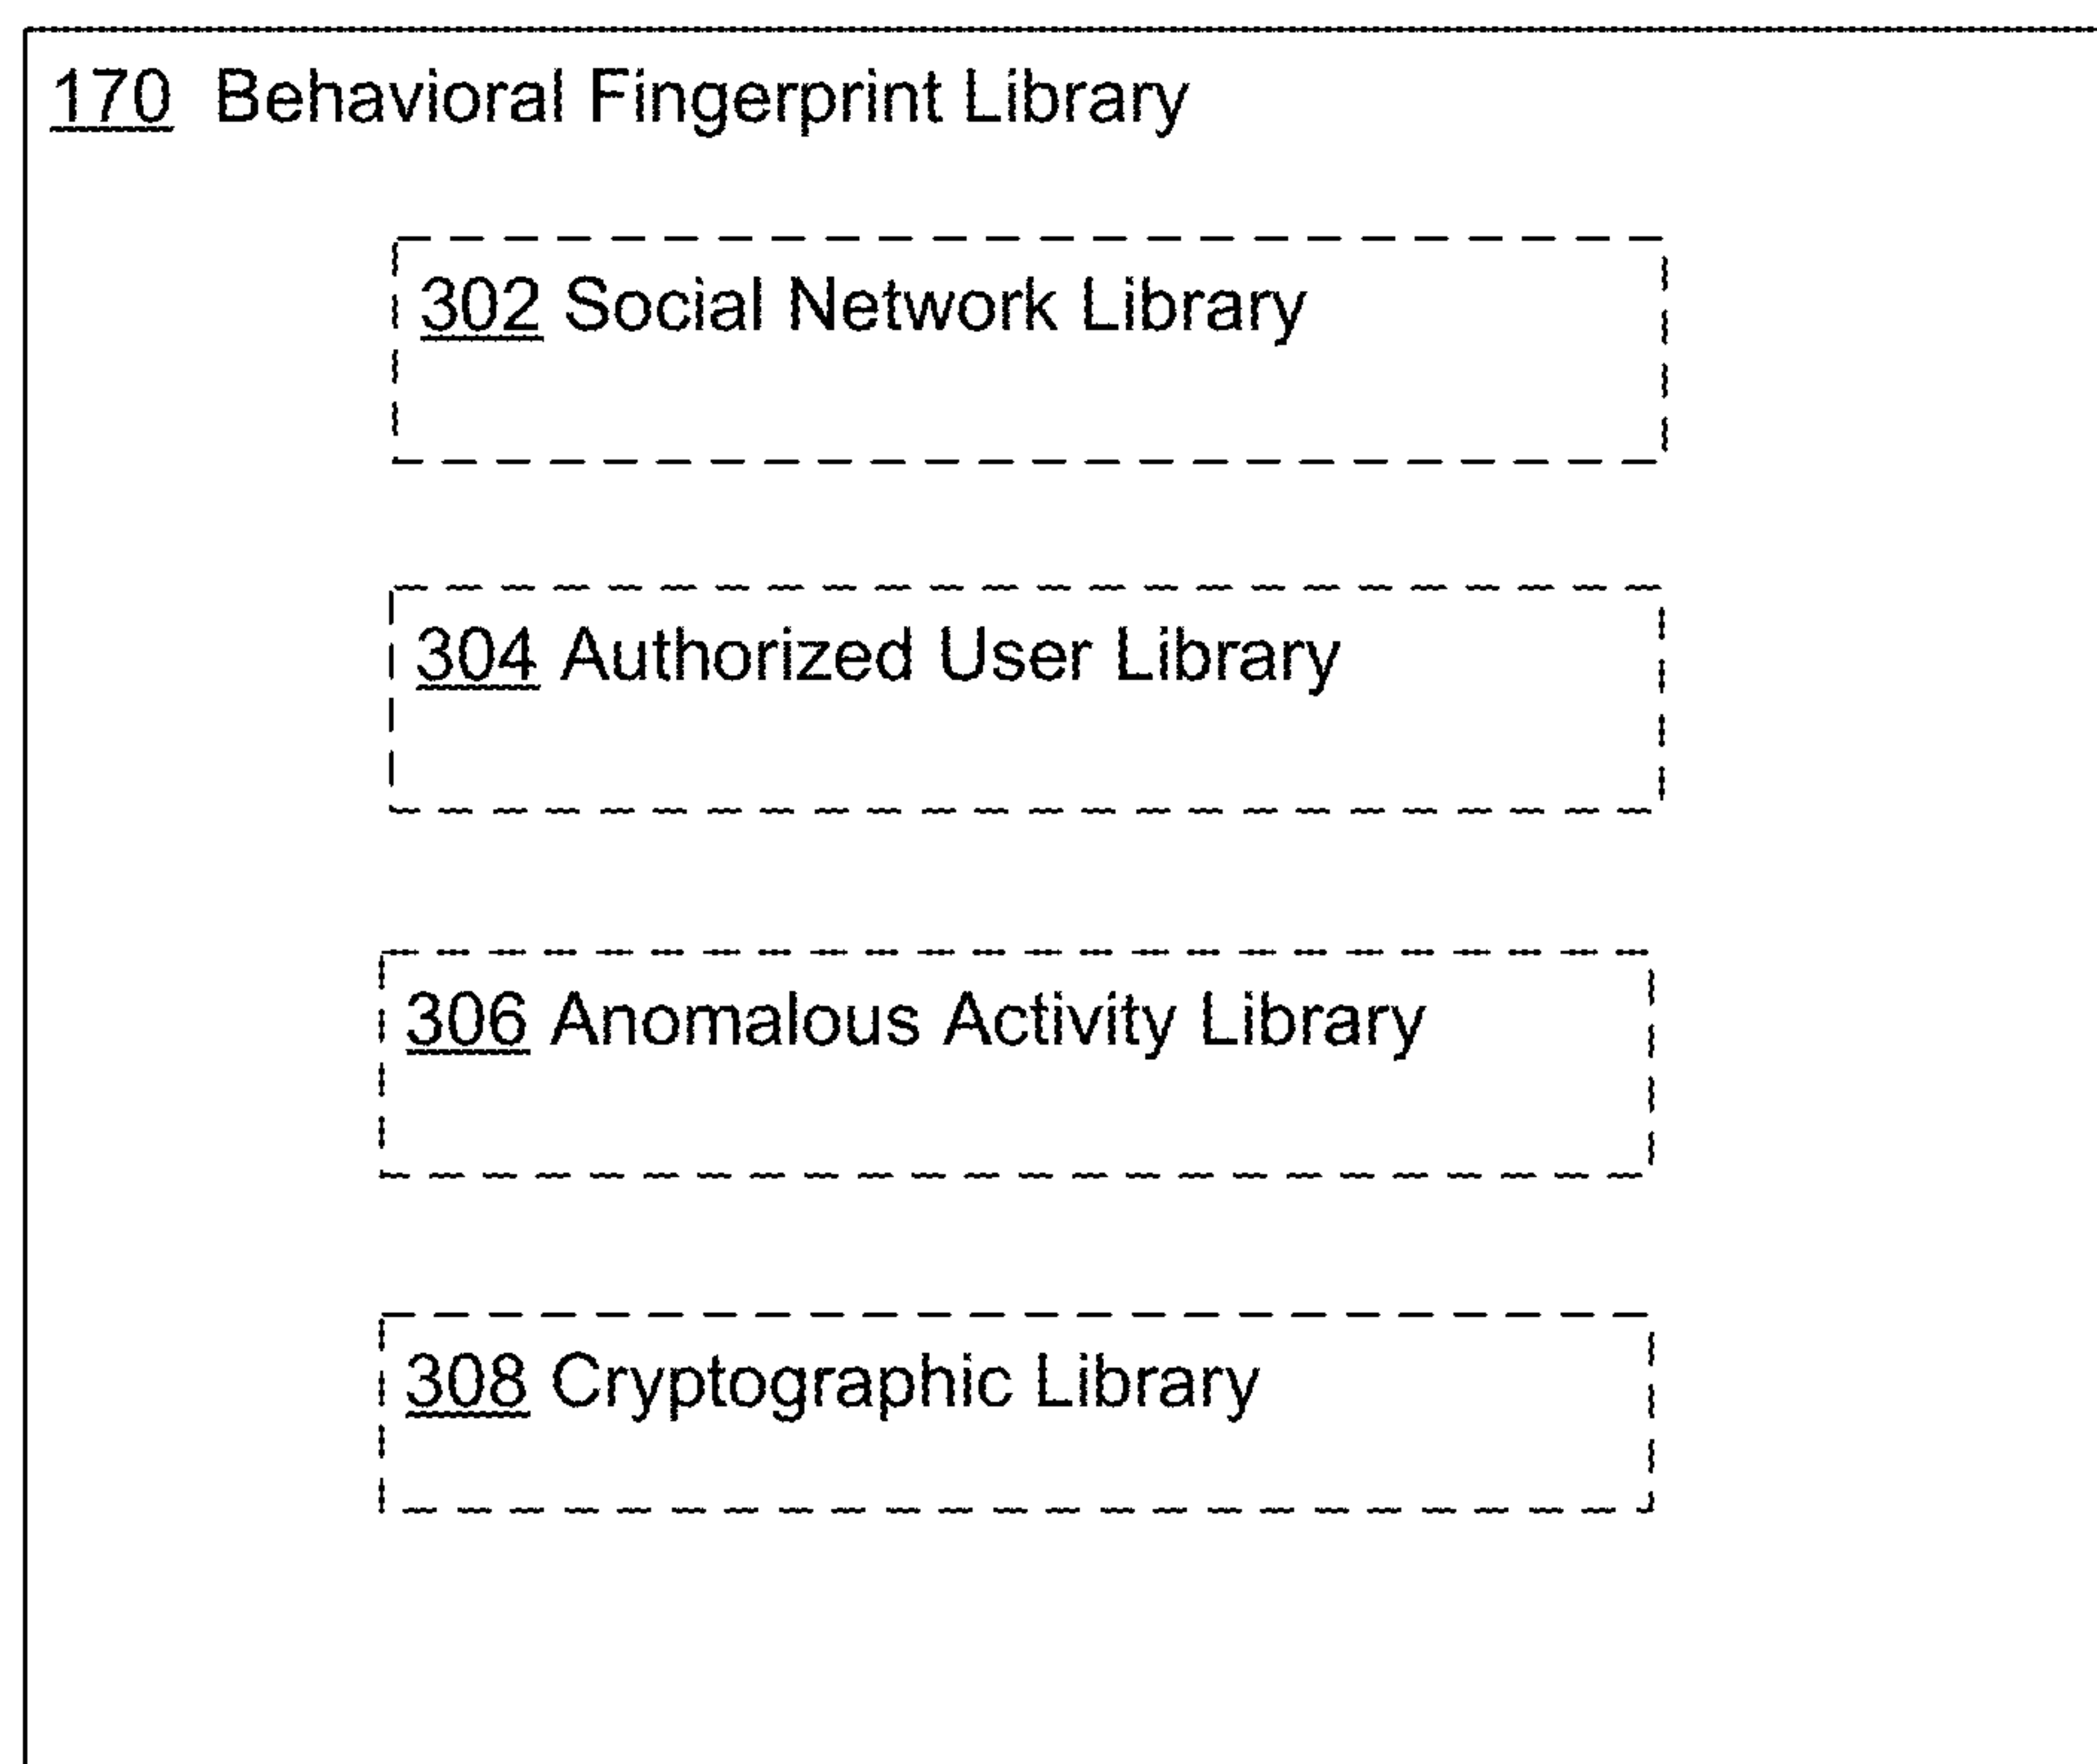 170 Behavioral Fingerprint Library
302 Social Network Library
304 Authorized User Library
306 Anomalous Activity Library
308 Cryptographic Library